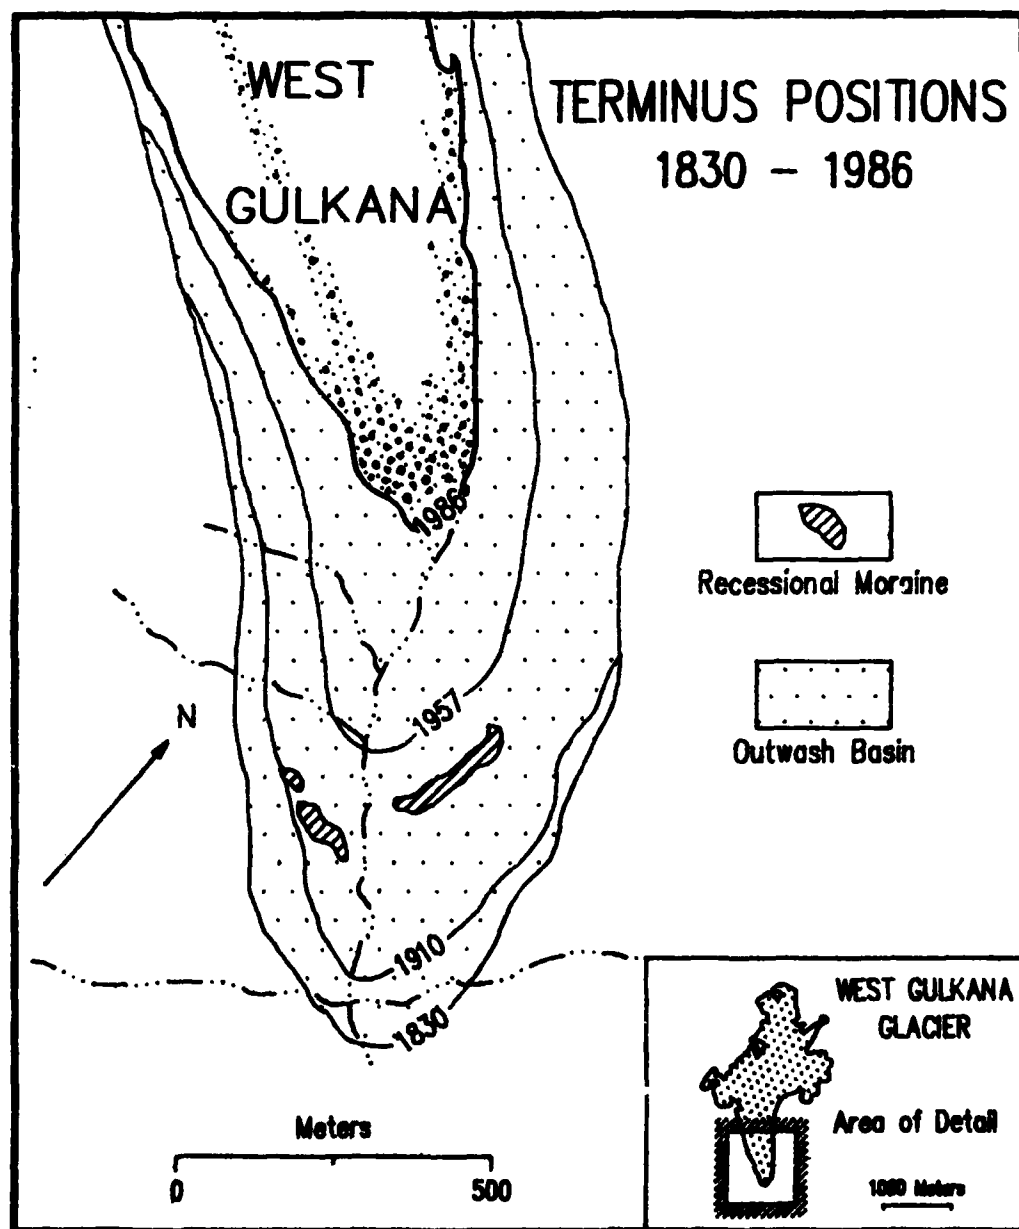 WEST
GULKANA
TERMINUS POSITIONS
1830 - 1986
1986
Recessional Moraine
1957
Outwash Basin
N
1910
1830
WEST GULKANA
GLACIER
Area of Detail
1000 Meters
Meters
0 500